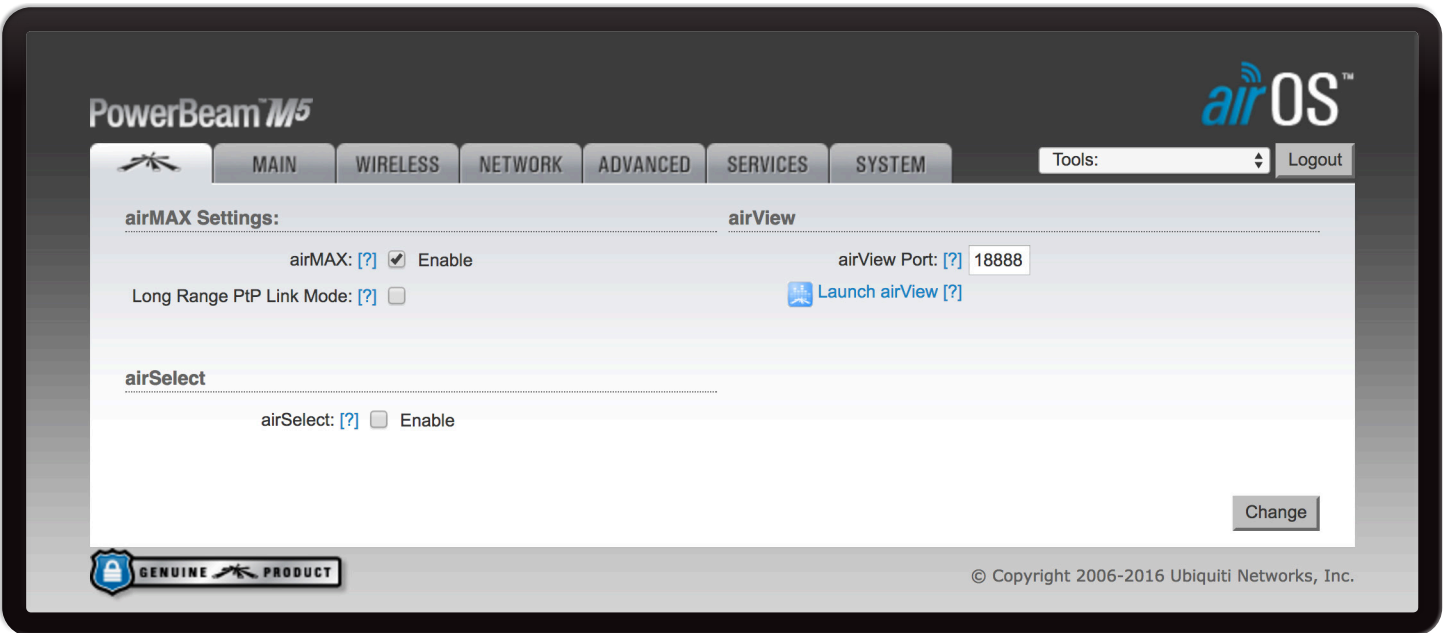 PowerBeam™ M5
airOS™
MAIN WIRELESS NETWORK ADVANCED SERVICES SYSTEM Tools: Logout
airMAX Settings:
airMAX: [?] Enable
Long Range PtP Link Mode: [?]
airView
airView Port: [?] 18888
Launch airView [?]
airSelect
airSelect: [?] Enable
Change
GENUINE PRODUCT
© Copyright 2006-2016 Ubiquiti Networks, Inc.